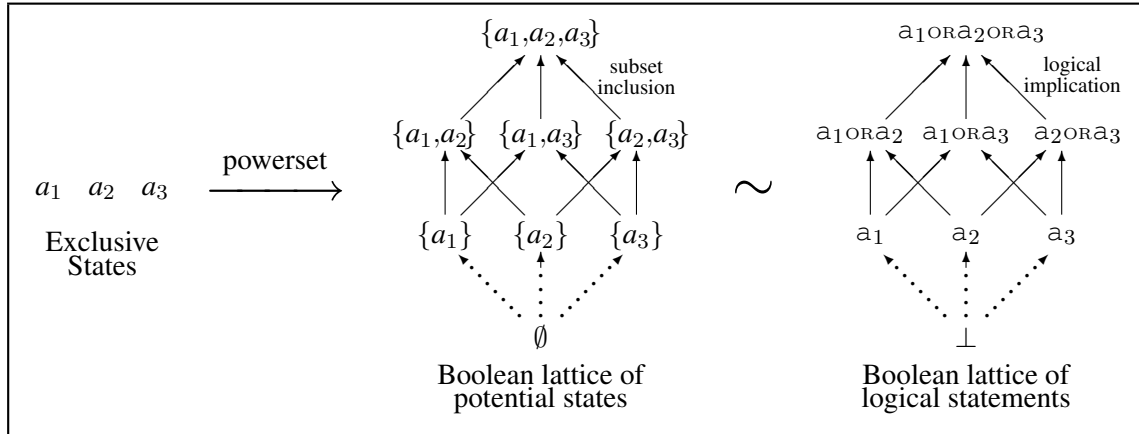 {a₁,a₂,a₃} a₁ORa₂ORa₃
subset
inclusion
logical
implication
{a₁,a₂} {a₁,a₃} {a₂,a₃} a₁ORa₂ a₁ORa₃ a₂ORa₃
powerset
a₁ a₂ a₃ ∼
{a₁} {a₂} {a₃} a₁ a₂ a₃
Exclusive
States
∅ ⊥
Boolean lattice of
potential states
Boolean lattice of
logical statements